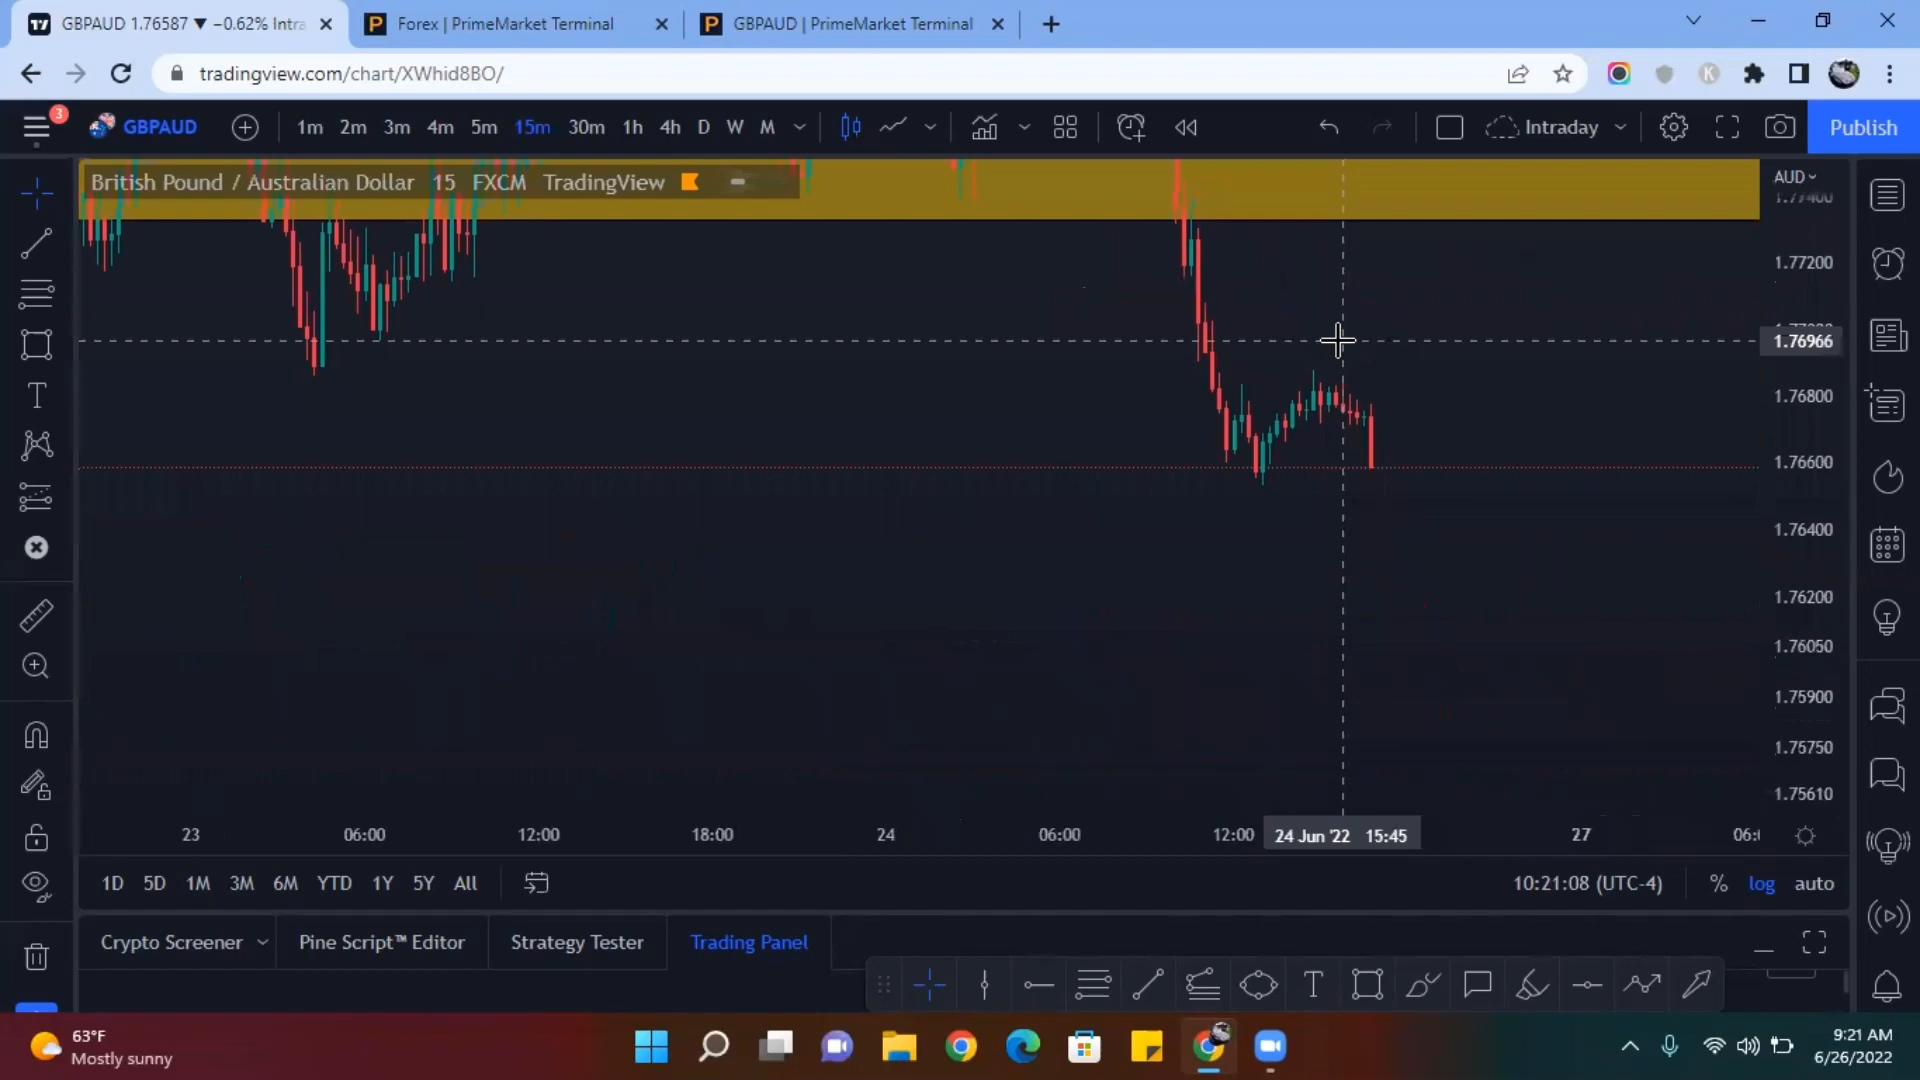 GBPAUD 1.76587 ▼ −0.62% Intra
Forex | PrimeMarket Terminal
GBPAUD | PrimeMarket Terminal
tradingview.com/chart/XWhid8BO/
K
3
GBPAUD
1m 2m 3m 4m 5m 15m 30m 1h 4h D W M
Intraday
Publish
British Pound / Australian Dollar 15 FXCM TradingView
AUD
1.77400
1.77200
1.76966
1.76800
1.76600
1.76400
1.76200
1.76050
1.75900
1.75750
1.75610
23 06:00 12:00 18:00 24 06:00 12:00 24 Jun '22 15:45 27 06:
1D 5D 1M 3M 6M YTD 1Y 5Y All
10:21:08 (UTC-4) % log auto
Crypto Screener Pine Script™ Editor Strategy Tester Trading Panel
63°F
Mostly sunny
9:21 AM
6/26/2022